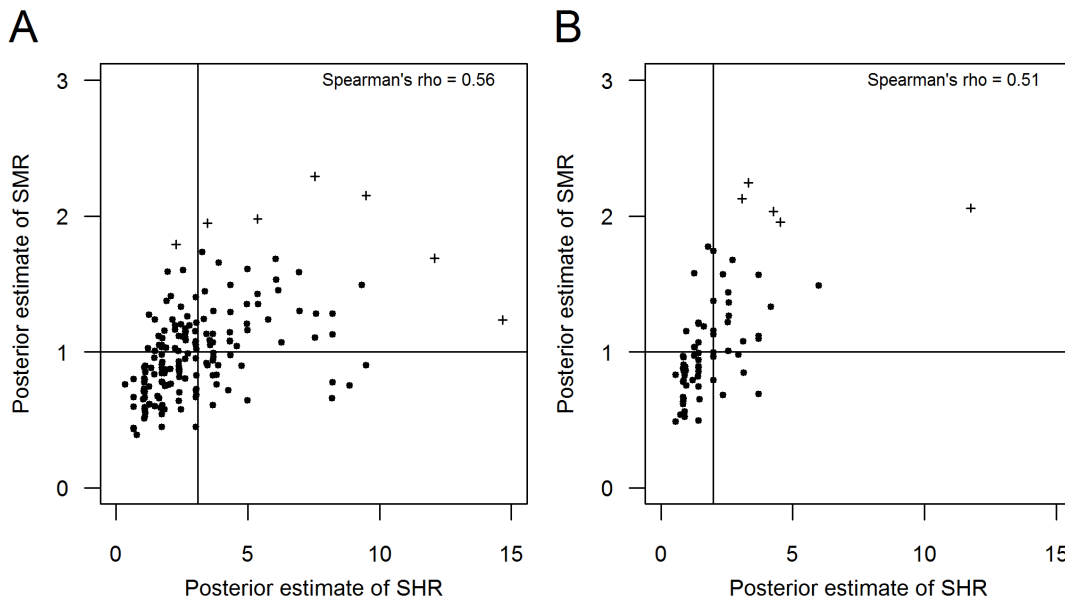 A
Spearman's rho = 0.56
3
2
1
0
Posterior estimate of SMR
0 5 10 15
Posterior estimate of SHR
B
Spearman's rho = 0.51
3
2
1
0
Posterior estimate of SMR
0 5 10 15
Posterior estimate of SHR